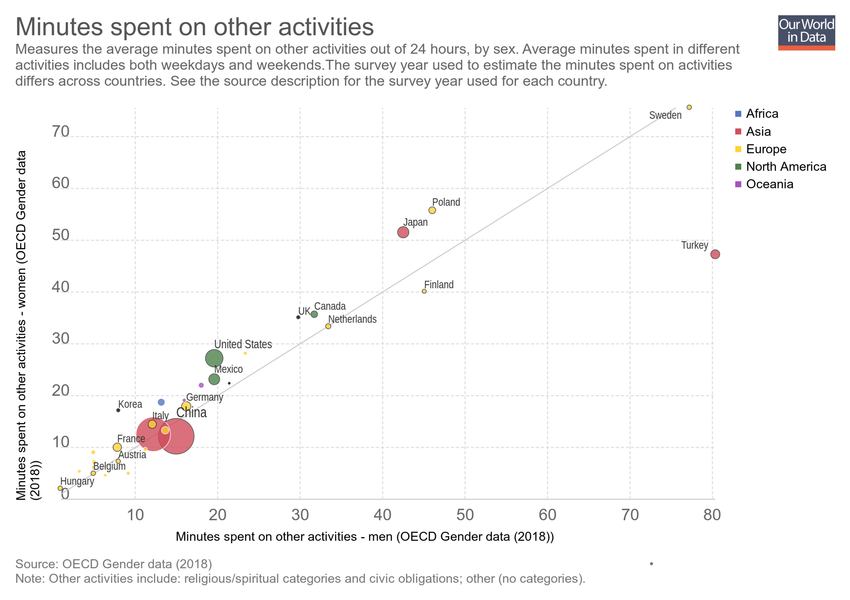 Minutes spent on other activities
Our World
in Data
Measures the average minutes spent on other activities out of 24 hours, by sex. Average minutes spent in different
activities includes both weekdays and weekends.The survey year used to estimate the minutes spent on activities
differs across countries. See the source description for the survey year used for each country.
Minutes spent on other activities - women (OECD Gender data
(2018))
70
60
50
40
30
20
10
0
Sweden
Poland
Japan
Turkey
Finland
UK
Canada
Netherlands
United States
Mexico
Germany
Korea
Italy
China
France
Austria
Belgium
Hungary
10
20
30
40
50
60
70
80
Minutes spent on other activities - men (OECD Gender data (2018))
Africa
Asia
Europe
North America
Oceania
Source: OECD Gender data (2018)
Note: Other activities include: religious/spiritual categories and civic obligations; other (no categories).